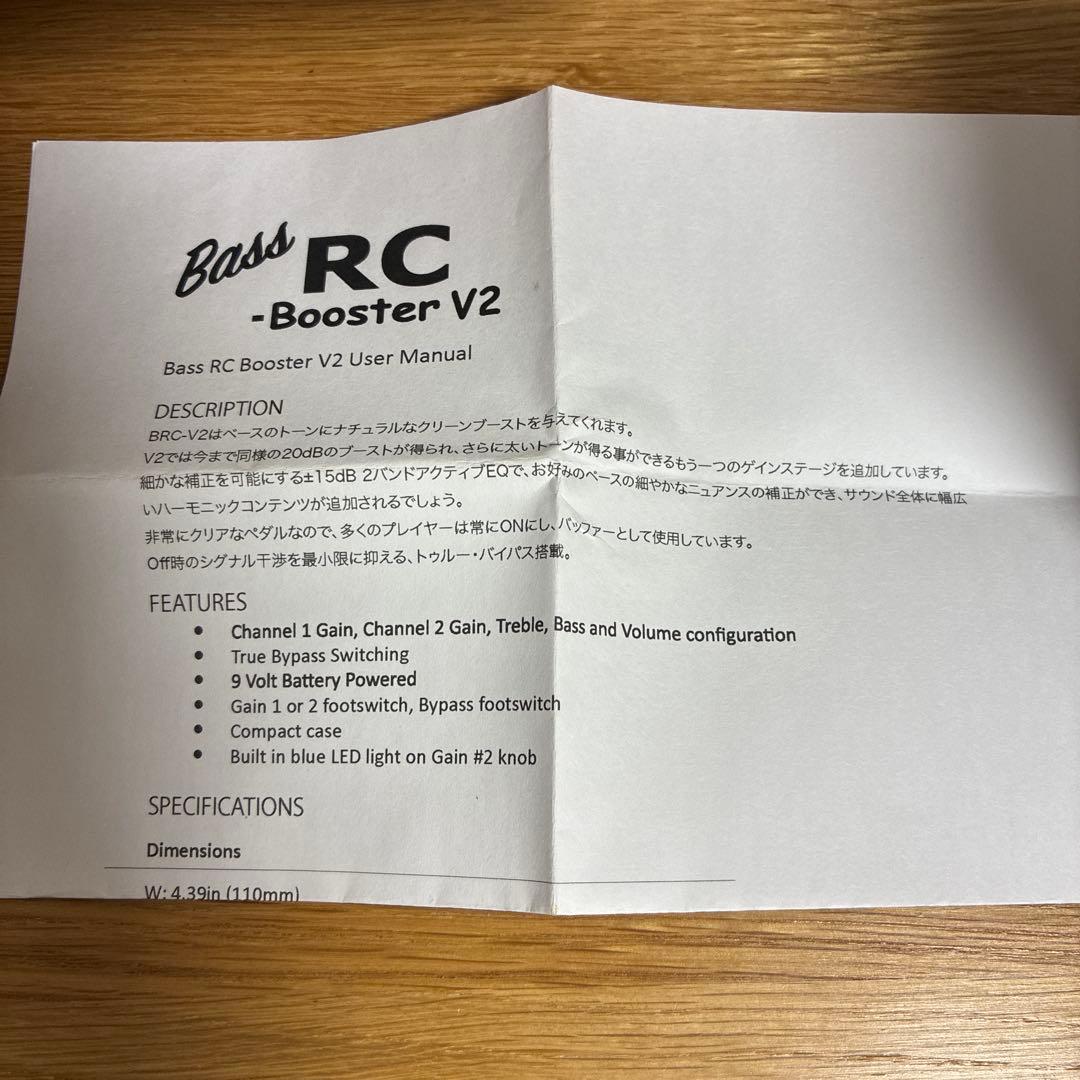 Bass RC
-Booster V2
Bass RC Booster V2 User Manual
DESCRIPTION
BRC-V2はベースのトーンにナチュラルなクリーンブーストを与えてくれます。
V2では今まで同様の20dBのブーストが得られ、さらに太いトーンが得る事ができるもう一つのゲインステージを追加しています。
細かな補正を可能にする±15dB 2バンドアクティブEQで、お好みのベースの細やかなニュアンスの補正ができ、サウンド全体に幅広
いハーモニックコンテンツが追加されるでしょう。
非常にクリアなペダルなので、多くのプレイヤーは常にONにし、バッファーとして使用しています。
Off時のシグナル干渉を最小限に抑える、トゥルー・バイパス搭載。
FEATURES
• Channel 1 Gain, Channel 2 Gain, Treble, Bass and Volume configuration
• True Bypass Switching
• 9 Volt Battery Powered
• Gain 1 or 2 footswitch, Bypass footswitch
• Compact case
• Built in blue LED light on Gain #2 knob
SPECIFICATIONS
Dimensions
W: 4.39in (110mm)